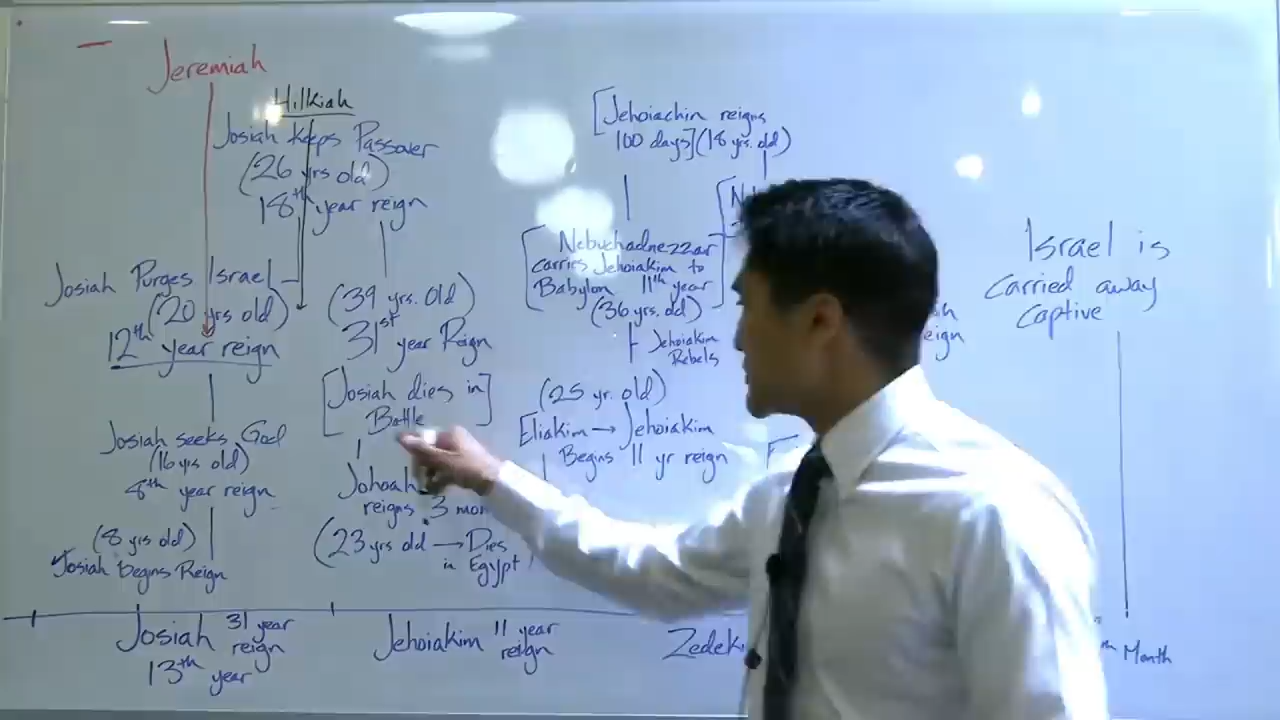 Jeremiah
Hilkiah
Josiah Keeps Passover
(26 yrs old)
18th year reign
Josiah Purges Israel
(20 yrs old)
12th year reign
Josiah seeks God
(16 yrs old)
8th year reign
(8 yrs old)
Josiah begins Reign
(39 yrs. Old)
31st year Reign
[Josiah dies in]
Battle
reigns 3 mon
(23 yrs old → Dies
in Egypt
[Jehoiachin reigns
100 days] (18 yrs. old)
Nebuchadnezzar
carries Jehoiakim to
Babylon 11th year
(36 yrs. old)
Jehoiakim
Rebels
(25 yr. old)
Eliakim → Jehoiakim
Begins 11 yr reign
eign
Israel is
Carried away
Captive
Josiah 31 year
reign
13th year
Jehoiakim 11 year
reign
Zedeki
Month